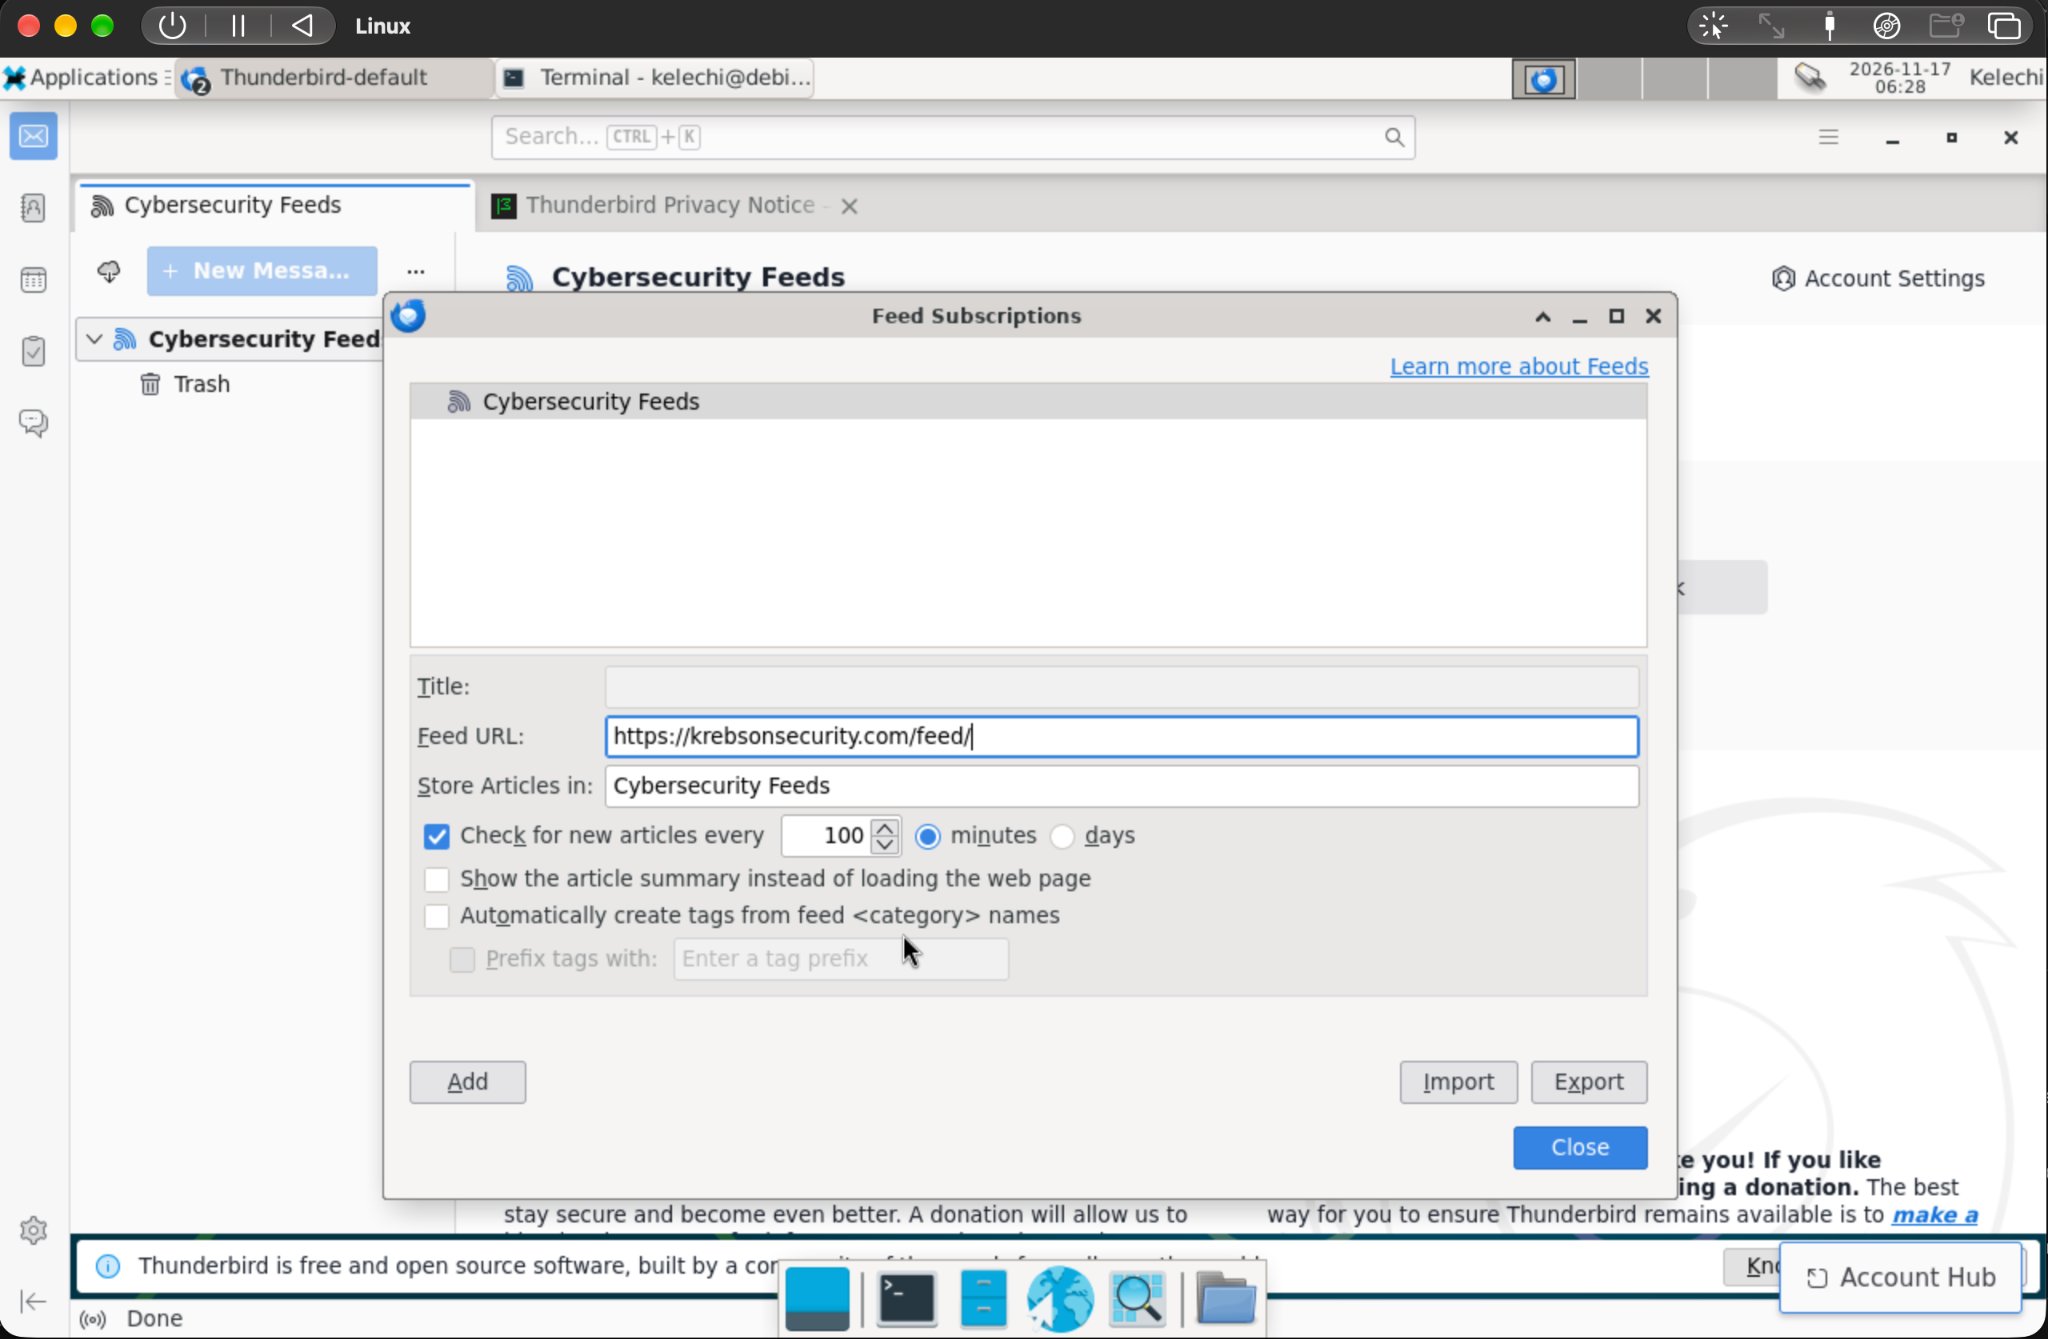 Linux
Applications
Thunderbird-default
Terminal - kelechi@debi...
2026-11-17
06:28
Kelechi
Search... CTRL + K
Cybersecurity Feeds
Thunderbird Privacy Notice -
+ New Messa...
Cybersecurity Feeds
Account Settings
Cybersecurity Feed
Trash
Feed Subscriptions
Learn more about Feeds
Cybersecurity Feeds
Title:
Feed URL: https://krebsonsecurity.com/feed/
Store Articles in: Cybersecurity Feeds
Check for new articles every 100 minutes days
Show the article summary instead of loading the web page
Automatically create tags from feed <category> names
Prefix tags with: Enter a tag prefix
Add
Import
Export
Close
you! If you like
ing a donation. The best
stay secure and become even better. A donation will allow us to
way for you to ensure Thunderbird remains available is to make a
Thunderbird is free and open source software, built by a
Account Hub
Done